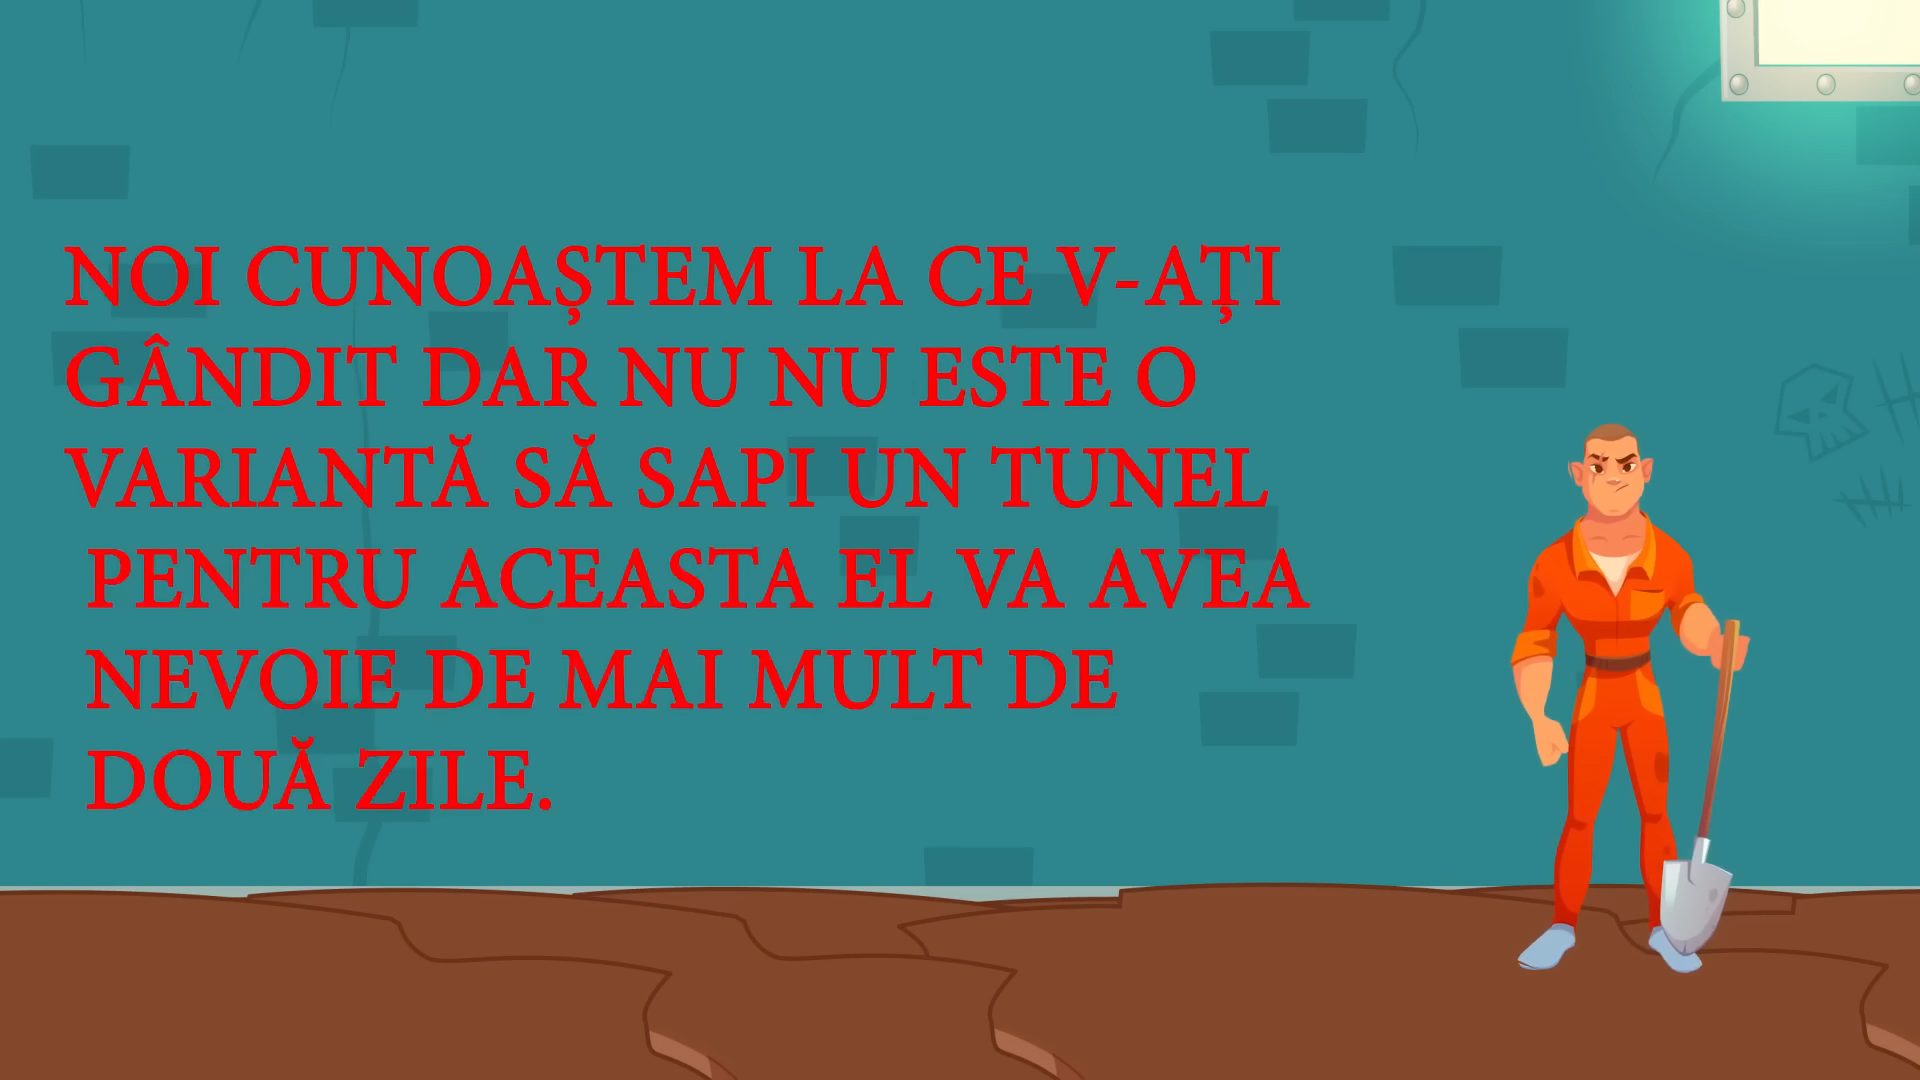 NOI CUNOAȘTEM LA CE V-AȚI
GÂNDIT DAR NU NU ESTE O
VARIANTĂ SĂ SAPI UN TUNEL
PENTRU ACEASTA EL VA AVEA
NEVOIE DE MAI MULT DE
DOUĂ ZILE.